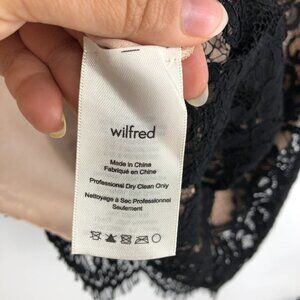 wilfred
Made in China
Fabriqué en Chine
Professional Dry Clean Only
Nettoyage à Sec Professionnel
Seulement